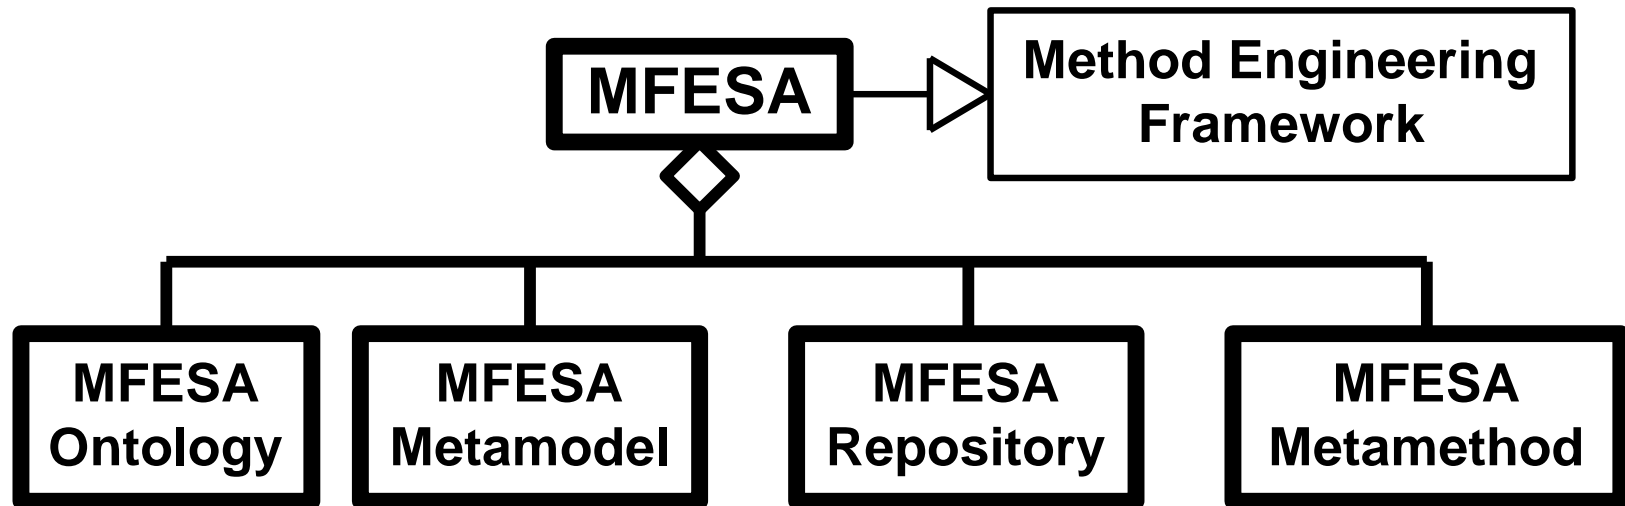 MFESA
Method Engineering
Framework
MFESA
Ontology
MFESA
Metamodel
MFESA
Repository
MFESA
Metamethod